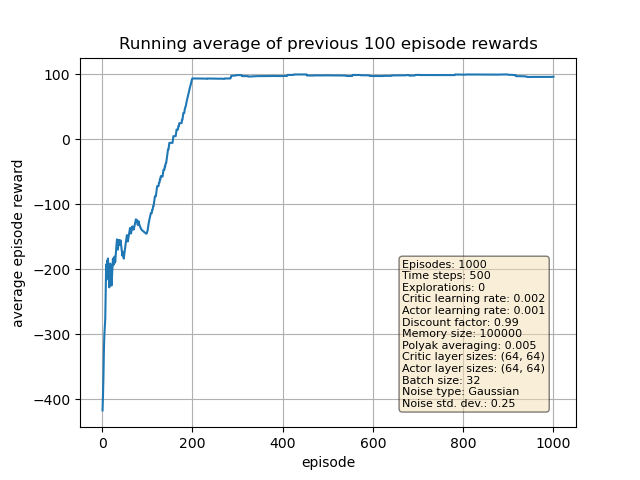 Running average of previous 100 episode rewards
average episode reward
100
0
−100
−200
−300
−400
Episodes: 1000
Time steps: 500
Explorations: 0
Critic learning rate: 0.002
Actor learning rate: 0.001
Discount factor: 0.99
Memory size: 100000
Polyak averaging: 0.005
Critic layer sizes: (64, 64)
Actor layer sizes: (64, 64)
Batch size: 32
Noise type: Gaussian
Noise std. dev.: 0.25
0 200 400 600 800 1000
episode